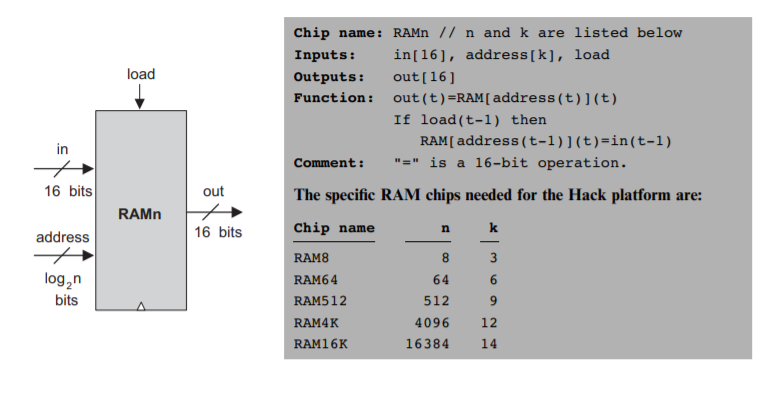 load
in
16 bits
RAMn
out
16 bits
address
log2n
bits
Chip name: RAMn // n and k are listed below
Inputs: in[16], address[k], load
Outputs: out[16]
Function: out(t)=RAM[address(t)](t)
If load(t-1) then
RAM[address(t-1)](t)=in(t-1)
Comment: "=" is a 16-bit operation.
The specific RAM chips needed for the Hack platform are:
Chip name n k
RAM8 8 3
RAM64 64 6
RAM512 512 9
RAM4K 4096 12
RAM16K 16384 14